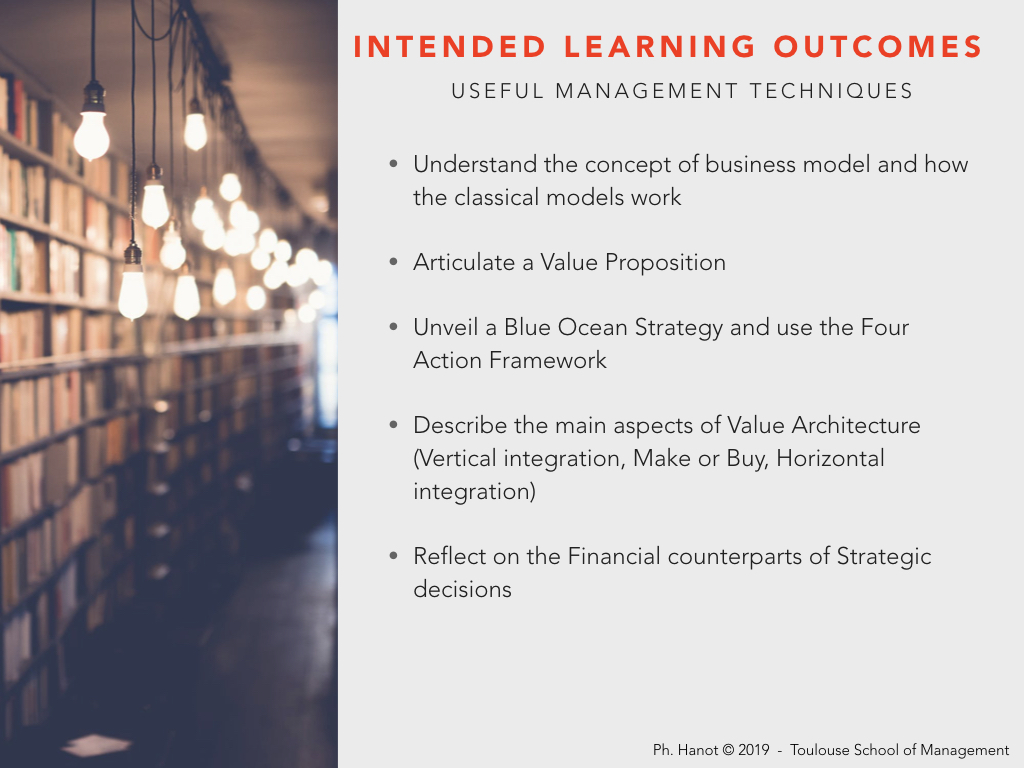 INTENDED LEARNING OUTCOMES
USEFUL MANAGEMENT TECHNIQUES
• Understand the concept of business model and how
the classical models work
• Articulate a Value Proposition
• Unveil a Blue Ocean Strategy and use the Four
Action Framework
• Describe the main aspects of Value Architecture
(Vertical integration, Make or Buy, Horizontal
integration)
• Reflect on the Financial counterparts of Strategic
decisions
Ph. Hanot © 2019 - Toulouse School of Management